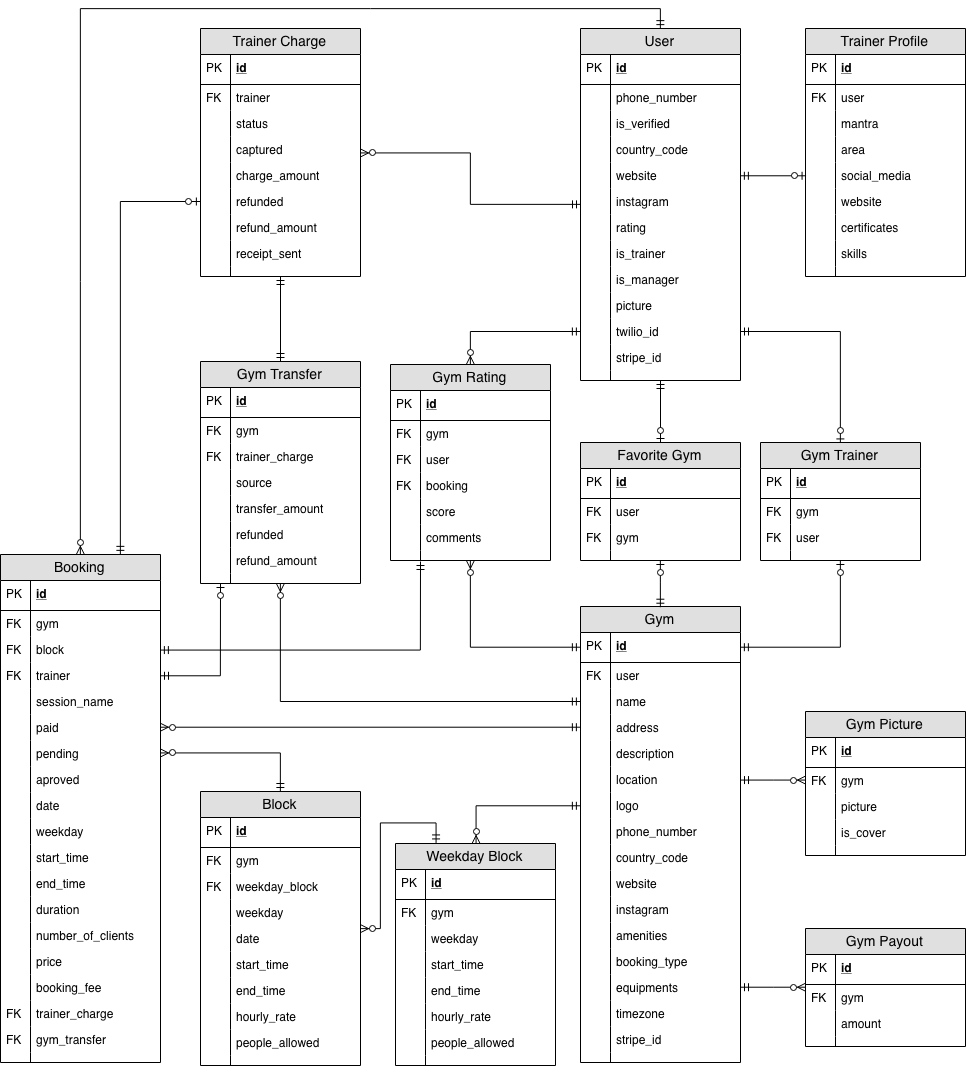 Trainer Charge
PK id
FK trainer
status
captured
charge_amount
refunded
refund_amount
receipt_sent
User
PK id
phone_number
is_verified
country_code
website
instagram
rating
is_trainer
is_manager
picture
twilio_id
stripe_id
Trainer Profile
PK id
FK user
mantra
area
social_media
website
certificates
skills
Gym Transfer
PK id
FK gym
FK trainer_charge
source
transfer_amount
refunded
refund_amount
Gym Rating
PK id
FK gym
FK user
FK booking
score
comments
Favorite Gym
PK id
FK user
FK gym
Gym Trainer
PK id
FK gym
FK user
Booking
PK id
FK gym
FK block
FK trainer
session_name
paid
pending
aproved
date
weekday
start_time
end_time
duration
number_of_clients
price
booking_fee
FK trainer_charge
FK gym_transfer
Block
PK id
FK gym
FK weekday_block
weekday
date
start_time
end_time
hourly_rate
people_allowed
Weekday Block
PK id
FK gym
weekday
start_time
end_time
hourly_rate
people_allowed
Gym
PK id
FK user
name
address
description
location
logo
phone_number
country_code
website
instagram
amenities
booking_type
equipments
timezone
stripe_id
Gym Picture
PK id
FK gym
picture
is_cover
Gym Payout
PK id
FK gym
amount